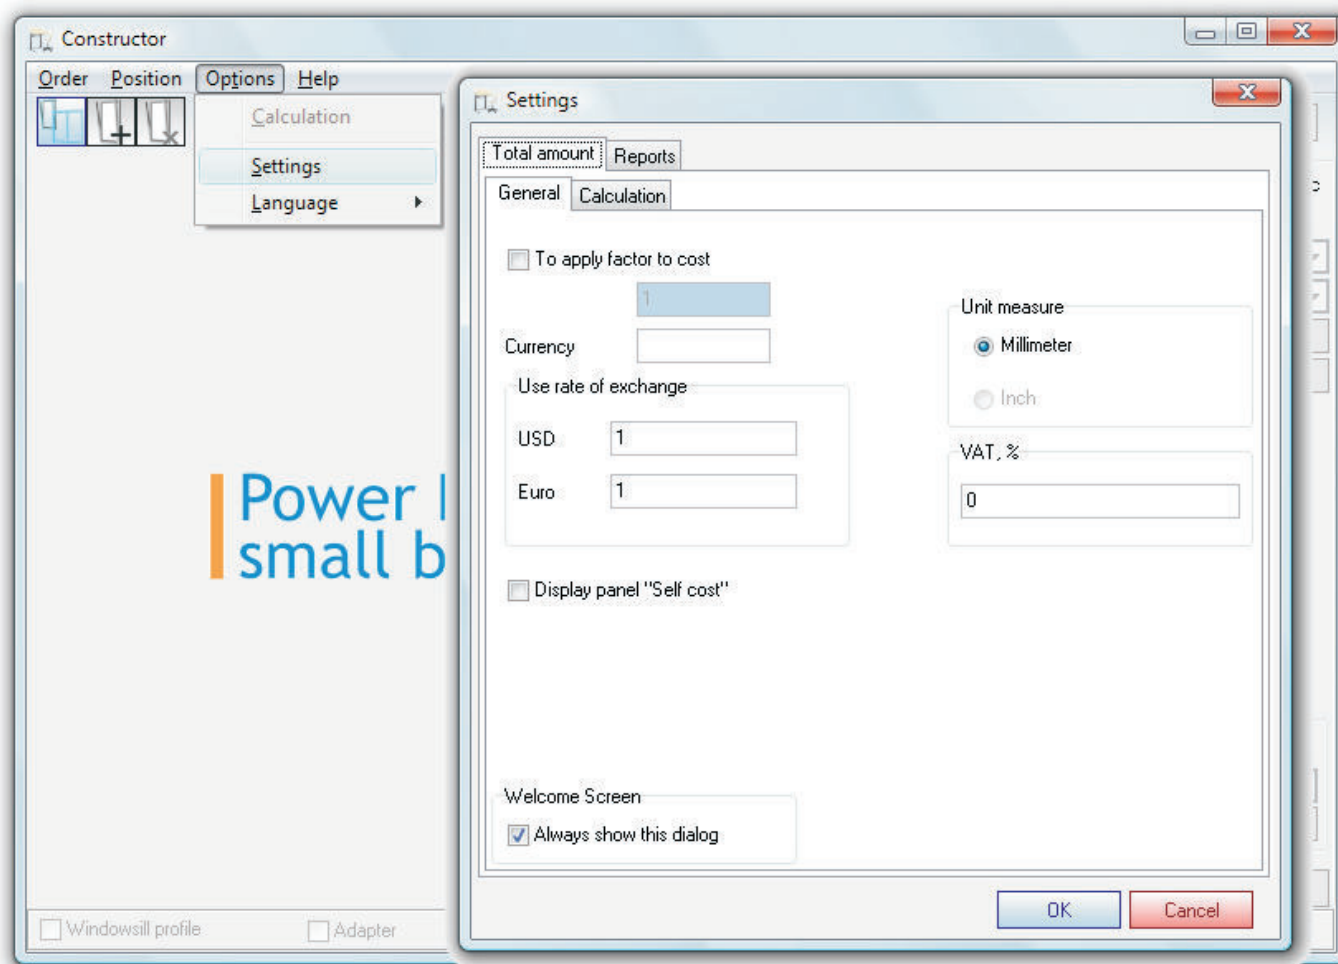 Constructor
Order Position Options Help
Calculation
Settings
Language
Power
small b
Windowsill profile
Adapter
Settings
Total amount
Reports
General
Calculation
To apply factor to cost
1
Currency
Use rate of exchange
USD
1
Euro
1
Unit measure
Millimeter
Inch
VAT, %
0
Display panel "Self cost"
Welcome Screen
Always show this dialog
OK
Cancel